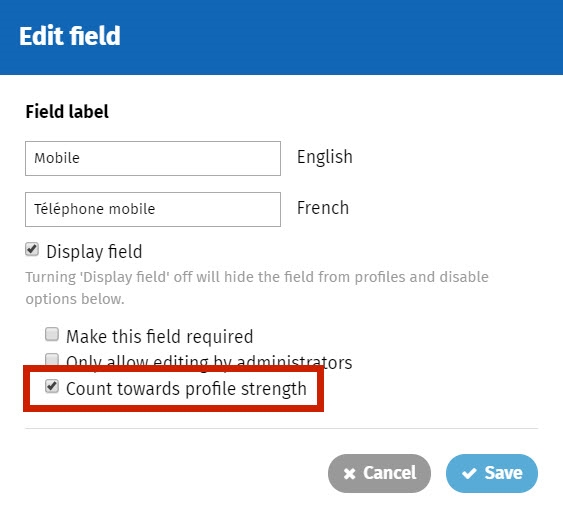 Edit field
Field label
Mobile
English
Téléphone mobile
French
Display field
Turning 'Display field' off will hide the field from profiles and disable
options below.
Make this field required
Only allow editing by administrators
Count towards profile strength
Cancel
Save